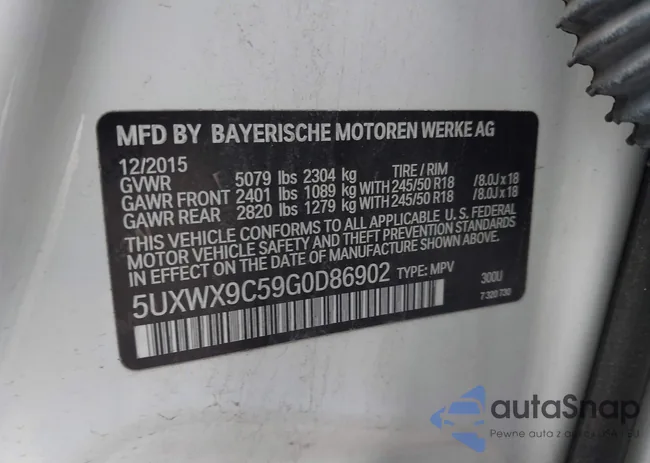 MFD BY BAYERISCHE MOTOREN WERKE AG
12/2015 TIRE / RIM
GVWR 5079 lbs 2304 kg
GAWR FRONT 2401 lbs 1089 kg WITH 245/50 R18 /8.0J x 18
GAWR REAR 2820 lbs 1279 kg WITH 245/50 R18 /8.0J x 18
THIS VEHICLE CONFORMS TO ALL APPLICABLE U. S. FEDERAL
MOTOR VEHICLE SAFETY AND THEFT PREVENTION STANDARDS
IN EFFECT ON THE DATE OF MANUFACTURE SHOWN ABOVE.
5UXWX9C59G0D86902 TYPE: MPV 300U
7 320 730
autoSnap
Pewne auto z